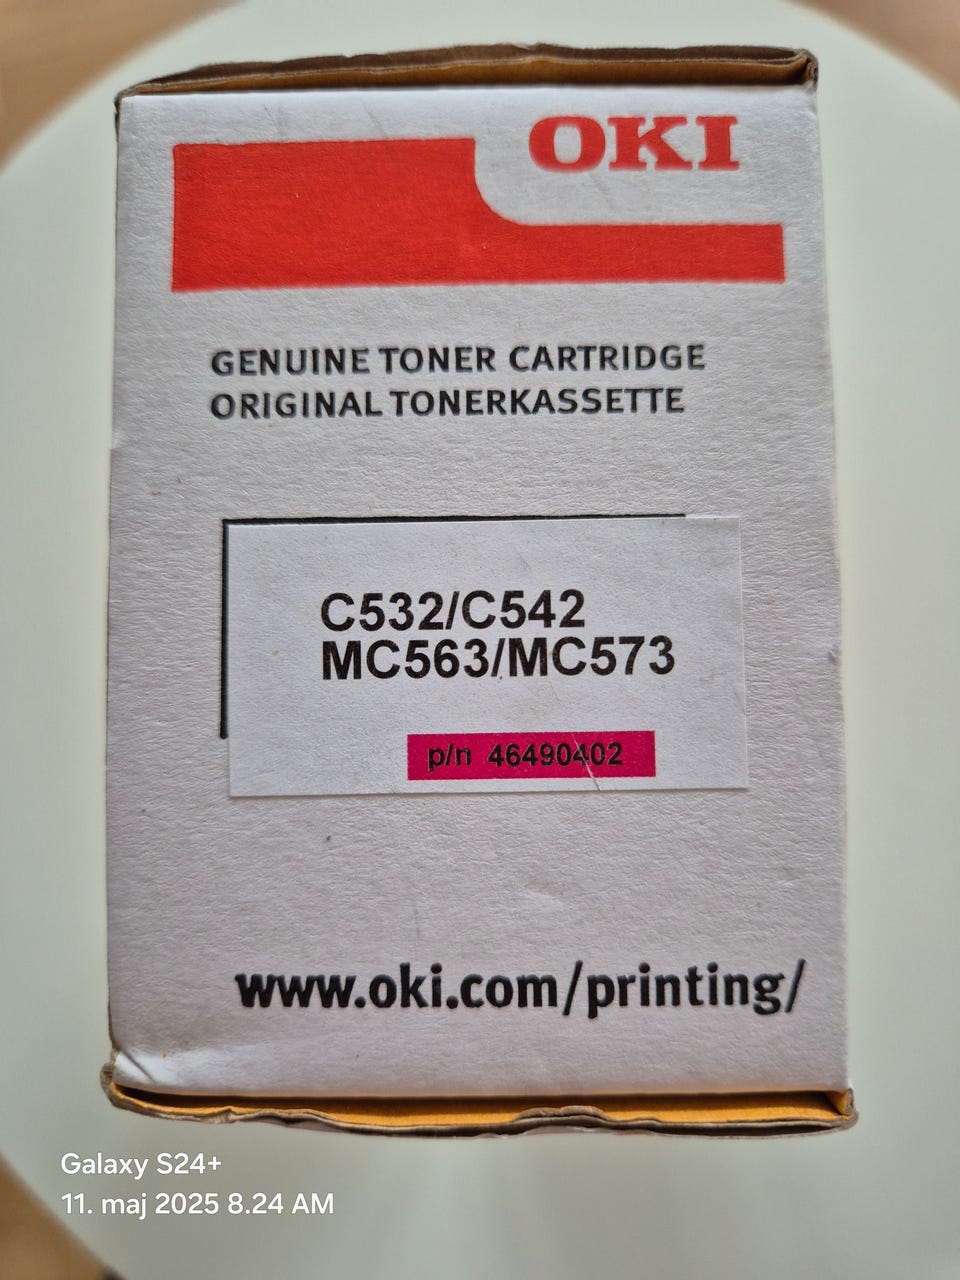 OKI
GENUINE TONER CARTRIDGE
ORIGINAL TONERKASSETTE
C532/C542
MC563/MC573
p/n 46490402
www.oki.com/printing/
Galaxy S24+
11. maj 2025 8.24 AM